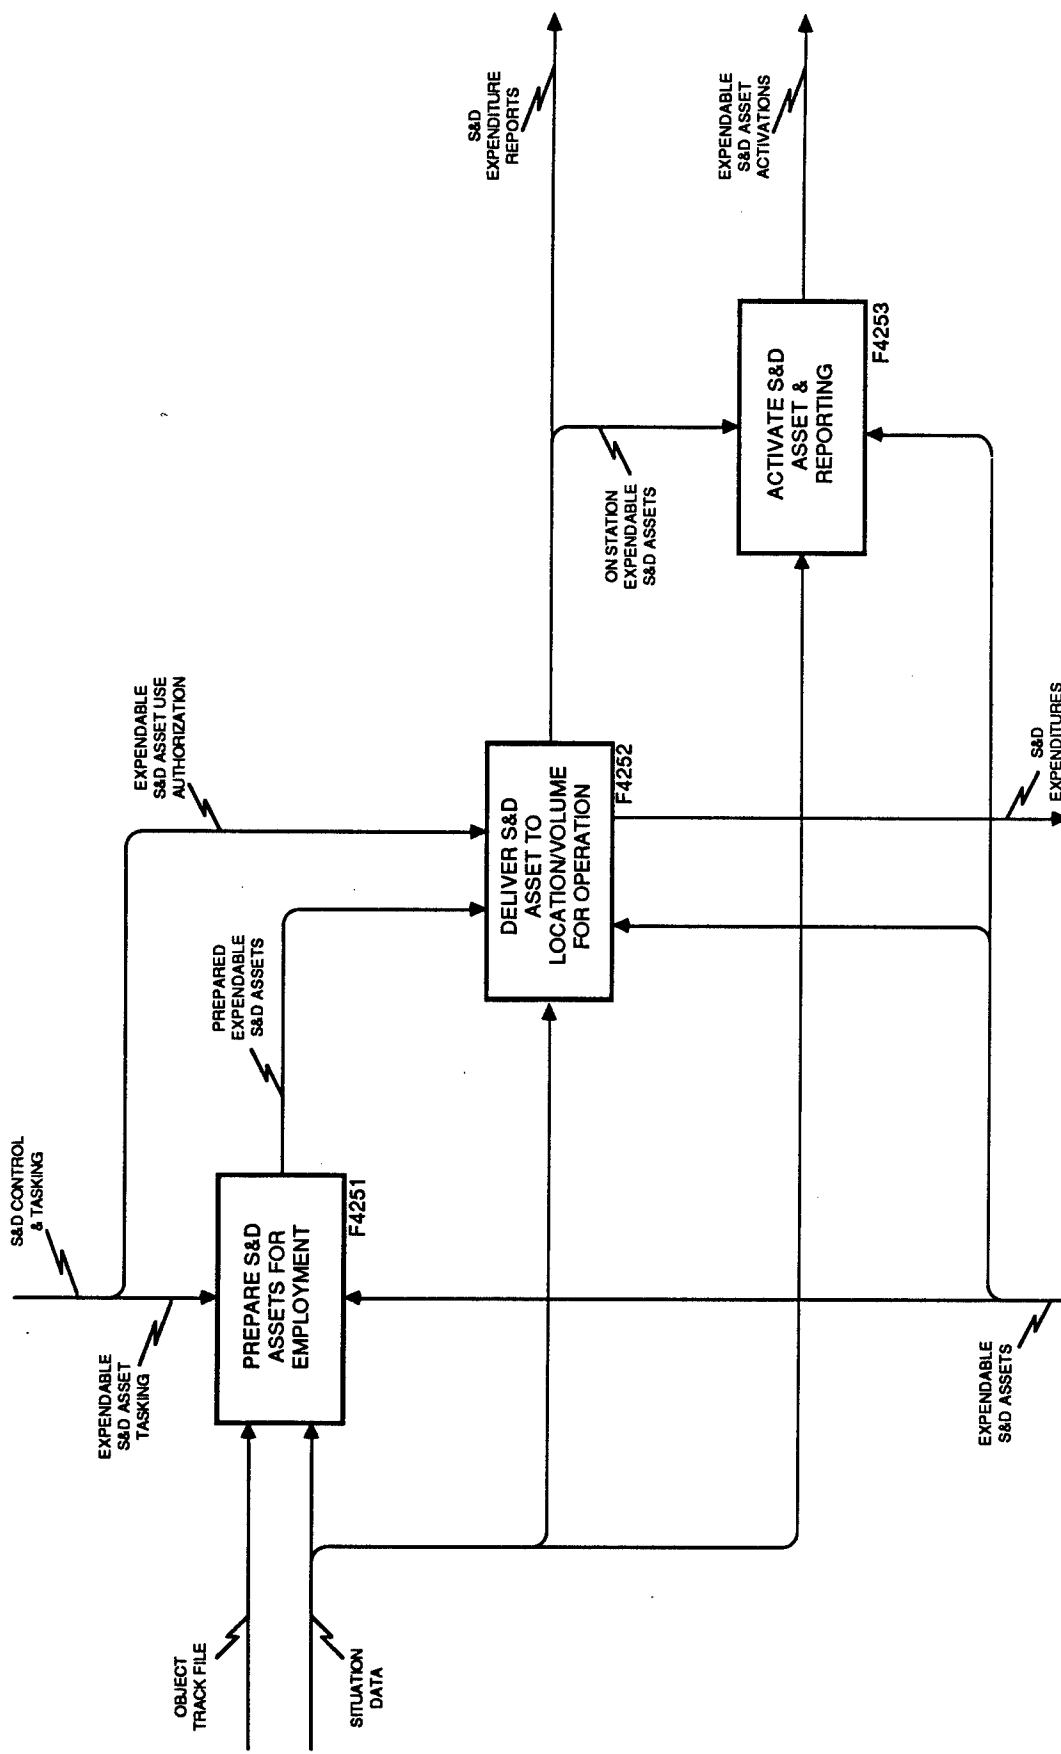 S&D CONTROL
& TASKING
EXPENDABLE
S&D ASSET
TASKING
EXPENDABLE
S&D ASSET USE
AUTHORIZATION
OBJECT
TRACK FILE
SITUATION
DATA
PREPARE S&D
ASSETS FOR
EMPLOYMENT
F4251
PREPARED
EXPENDABLE
S&D ASSETS
DELIVER S&D
ASSET TO
LOCATION/VOLUME
FOR OPERATION
F4252
S&D
EXPENDITURE
REPORTS
ON STATION
EXPENDABLE
S&D ASSETS
ACTIVATE S&D
ASSET &
REPORTING
F4253
EXPENDABLE
S&D ASSET
ACTIVATIONS
EXPENDABLE
S&D ASSETS
S&D
EXPENDITURES